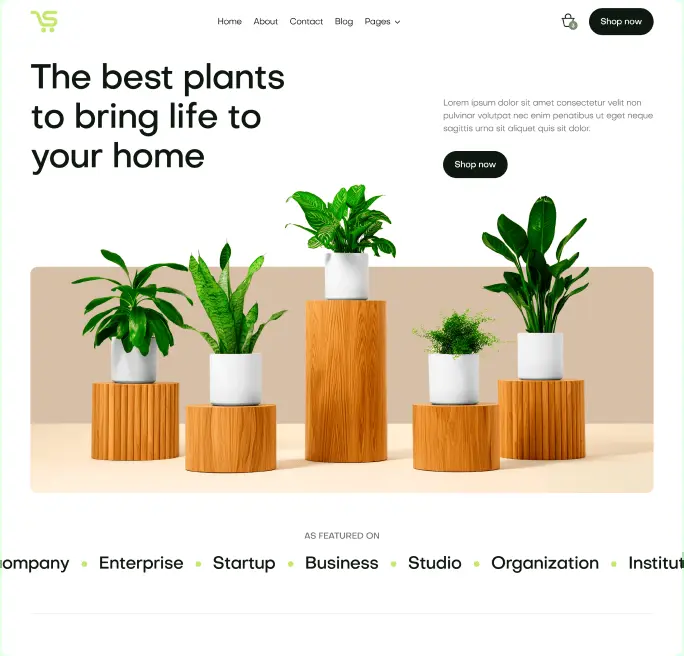 Home About Contact Blog Pages
Shop now
The best plants
to bring life to
your home
Lorem ipsum dolor sit amet consectetur velit non
pulvinar volutpat nec enim penatibus ut eget neque
sagittis urna sit aliquet quis sit dolor.
Shop now
AS FEATURED ON
ompany • Enterprise • Startup • Business • Studio • Organization • Institut